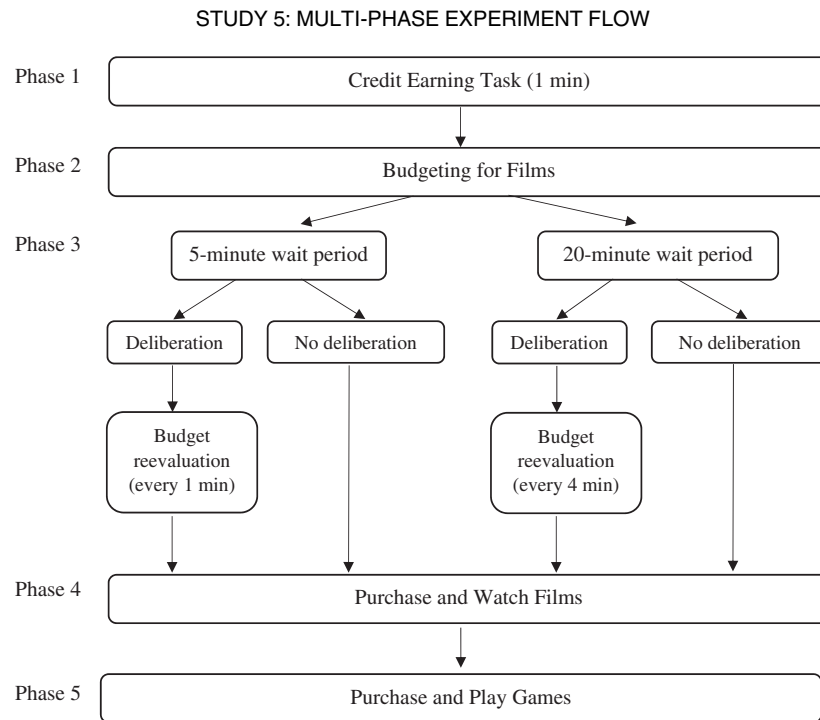 STUDY 5: MULTI-PHASE EXPERIMENT FLOW
Phase 1
Credit Earning Task (1 min)
Phase 2
Budgeting for Films
Phase 3
5-minute wait period
20-minute wait period
Deliberation
No deliberation
Deliberation
No deliberation
Budget
reevaluation
(every 1 min)
Budget
reevaluation
(every 4 min)
Phase 4
Purchase and Watch Films
Phase 5
Purchase and Play Games